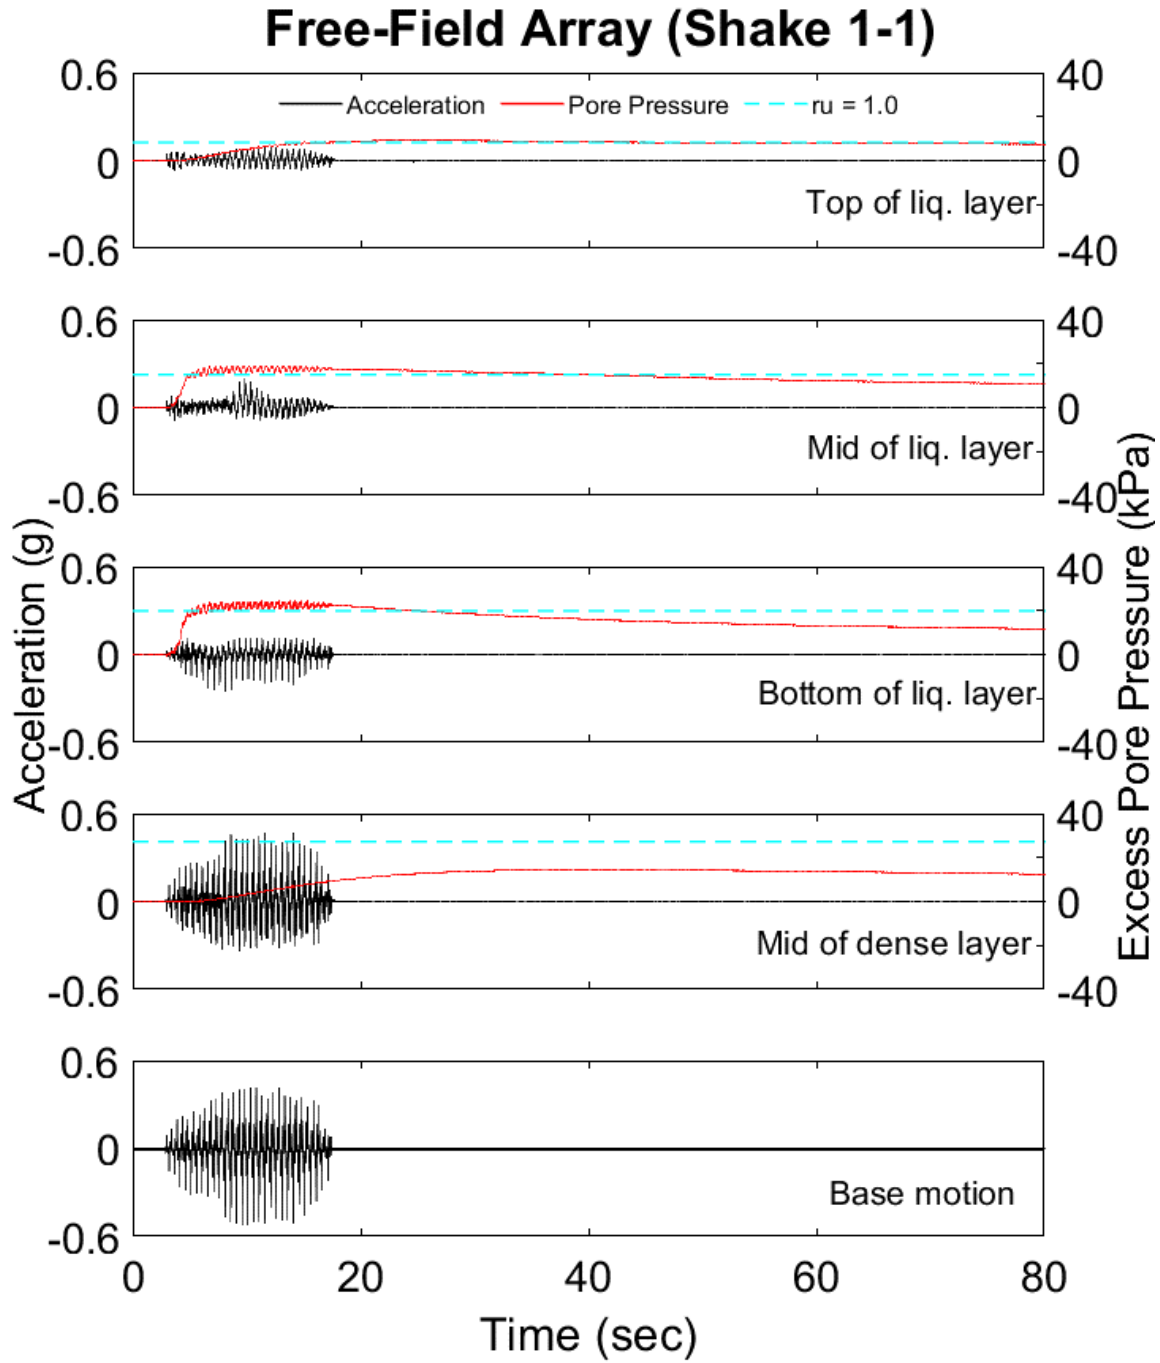 Free-Field Array (Shake 1-1)
0.6
40
Acceleration
Pore Pressure
ru = 1.0
0
0
Top of liq. layer
-0.6
-40
0.6
40
0
0
Mid of liq. layer
-0.6
-40
0.6
40
0
0
Bottom of liq. layer
-0.6
-40
0.6
40
0
0
Mid of dense layer
-0.6
-40
0.6
0
Base motion
-0.6
0
20
40
60
80
Time (sec)
Acceleration (g)
Excess Pore Pressure (kPa)